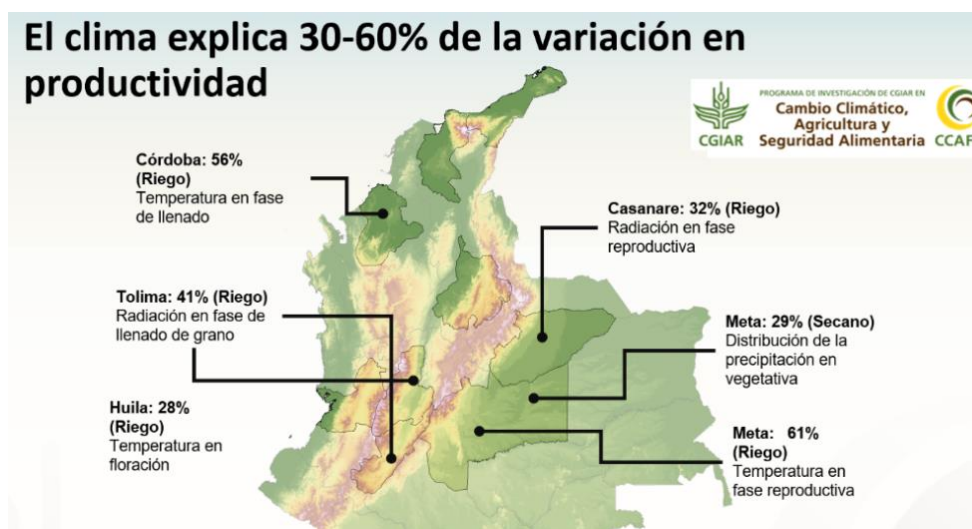 El clima explica 30-60% de la variación en
productividad
PROGRAMA DE INVESTIGACIÓN DE CGIAR EN
Cambio Climático,
Agricultura y
Seguridad Alimentaria
CGIAR
CCAF
Córdoba: 56%
(Riego)
Temperatura en fase
de llenado
Casanare: 32% (Riego)
Radiación en fase
reproductiva
Tolima: 41% (Riego)
Radiación en fase de
llenado de grano
Meta: 29% (Secano)
Distribución de la
precipitación en
vegetativa
Huila: 28%
(Riego)
Temperatura en
floración
Meta: 61%
(Riego)
Temperatura en
fase reproductiva